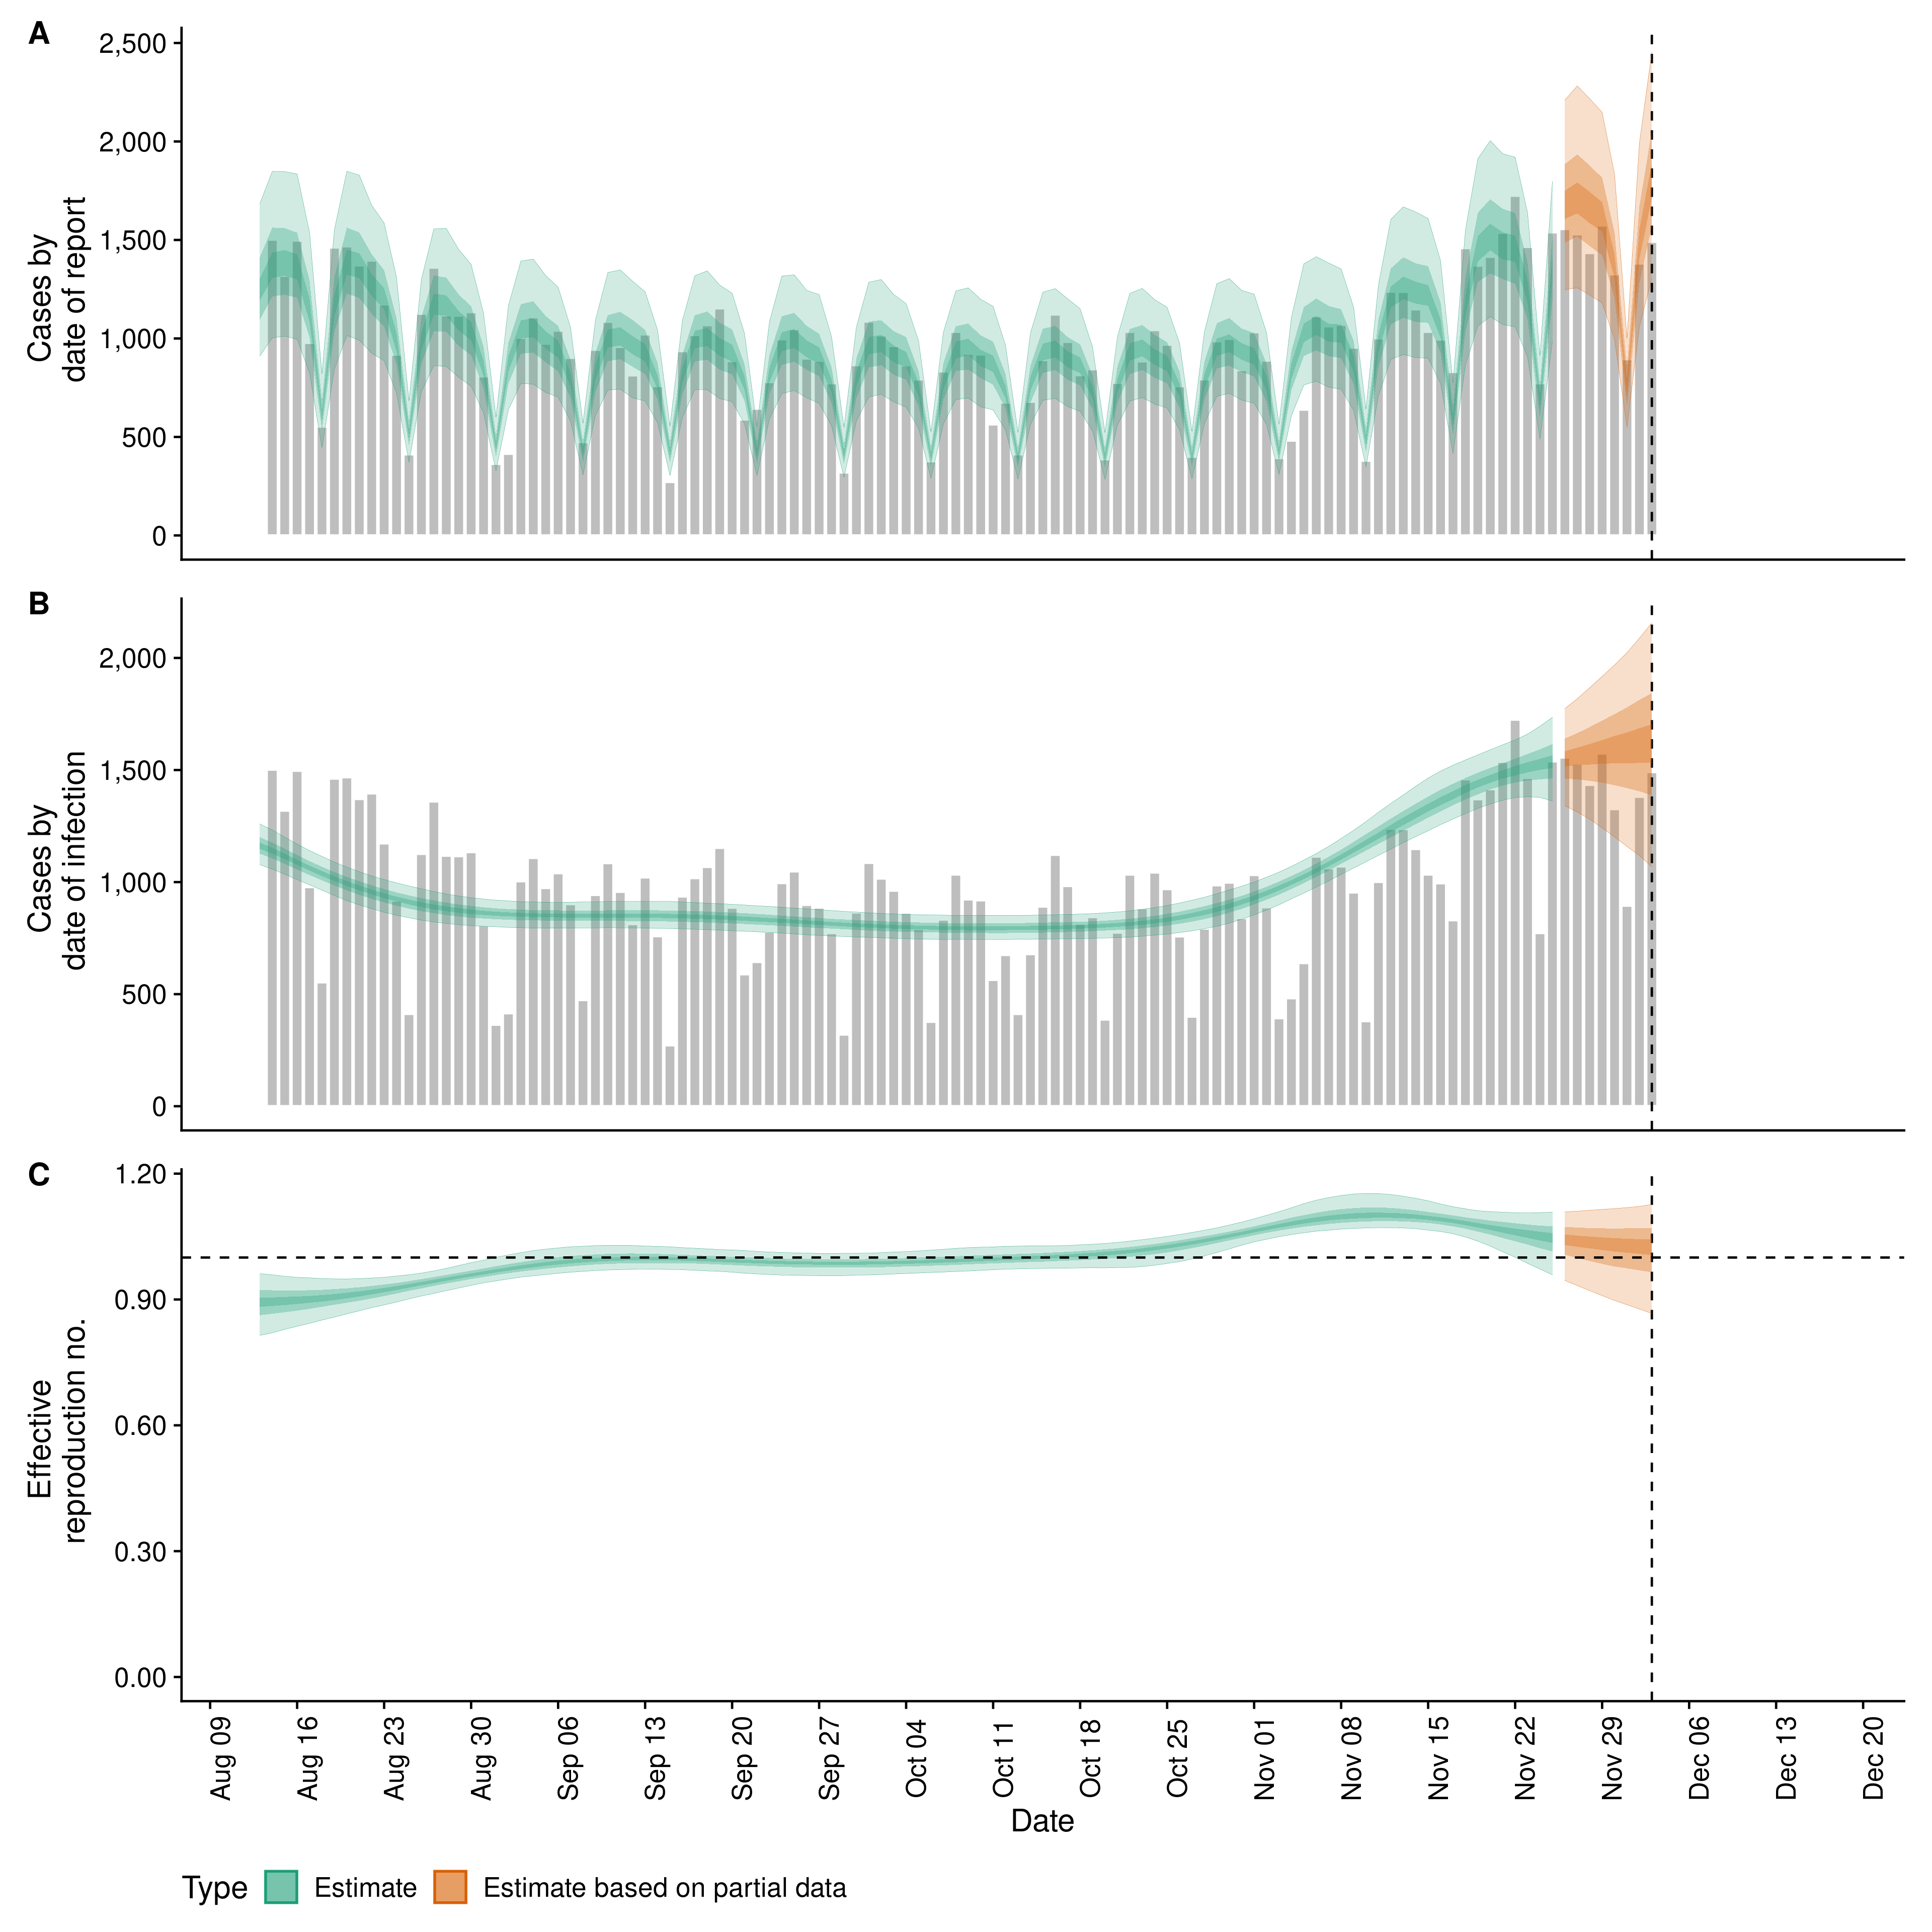 A
2,500
2,000
1,500
1,000
500
0
Cases by
date of report
B
2,000
1,500
1,000
500
0
Cases by
date of infection
C
1.20
0.90
0.60
0.30
0.00
Effective
reproduction no.
Aug 09
Aug 16
Aug 23
Aug 30
Sep 06
Sep 13
Sep 20
Sep 27
Oct 04
Oct 11
Oct 18
Oct 25
Nov 01
Nov 08
Nov 15
Nov 22
Nov 29
Dec 06
Dec 13
Dec 20
Date
Type Estimate Estimate based on partial data